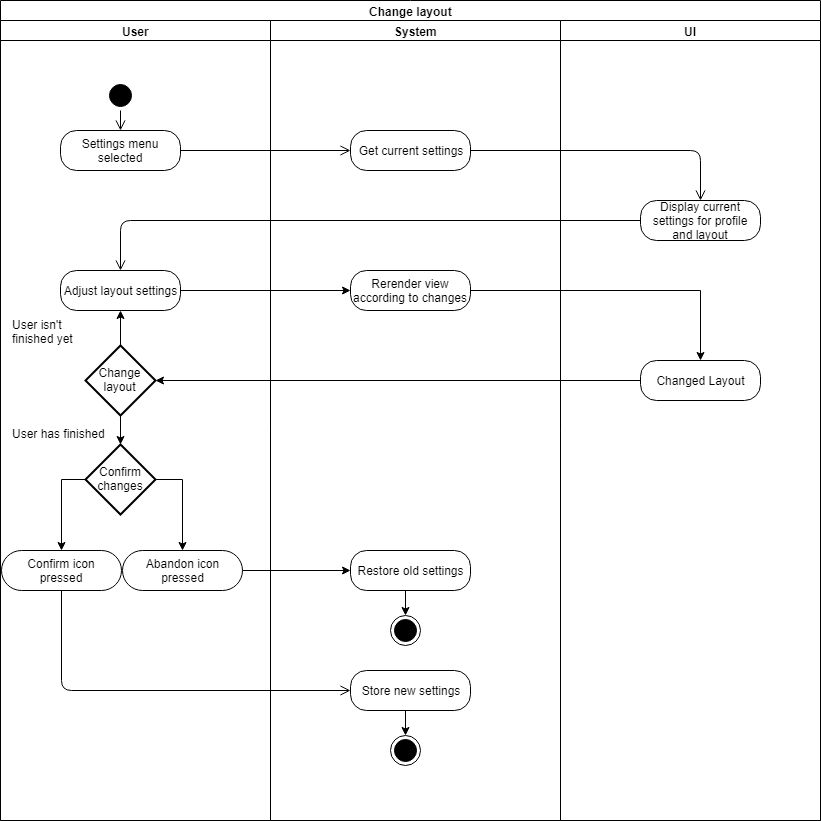 Change layout
User
System
UI
Settings menu
selected
Get current settings
Display current
settings for profile
and layout
Adjust layout settings
Rerender view
according to changes
User isn't
finished yet
Change
layout
Changed Layout
User has finished
Confirm
changes
Confirm icon
pressed
Abandon icon
pressed
Restore old settings
Store new settings